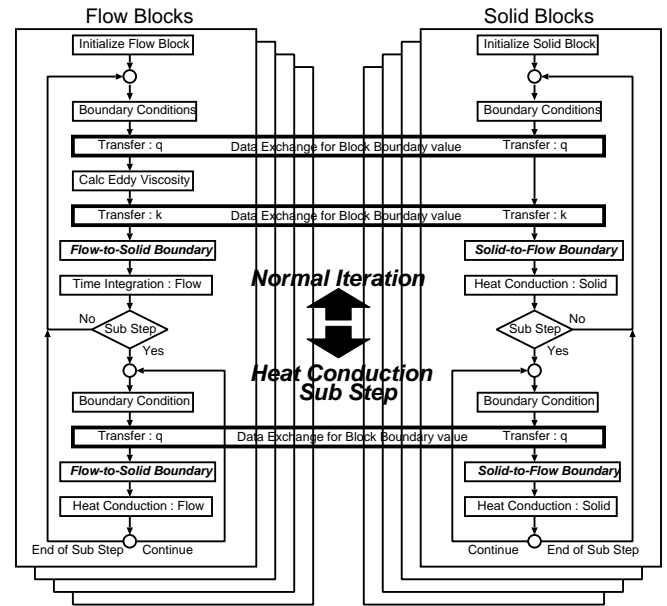 Flow Blocks
Solid Blocks
Initialize Flow Block
Initialize Solid Block
Boundary Conditions
Boundary Conditions
Transfer : q
Data Exchange for Block Boundary value
Transfer : q
Calc Eddy Viscosity
Transfer : k
Data Exchange for Block Boundary value
Transfer : k
Flow-to-Solid Boundary
Solid-to-Flow Boundary
Time Integration : Flow
Normal Iteration
Heat Conduction : Solid
No
Sub Step
Yes
No
Sub Step
Yes
Heat Conduction
Sub Step
Boundary Condition
Boundary Condition
Transfer : q
Data Exchange for Block Boundary value
Transfer : q
Flow-to-Solid Boundary
Solid-to-Flow Boundary
Heat Conduction : Flow
Heat Conduction : Solid
End of Sub Step
Continue
Continue
End of Sub Step